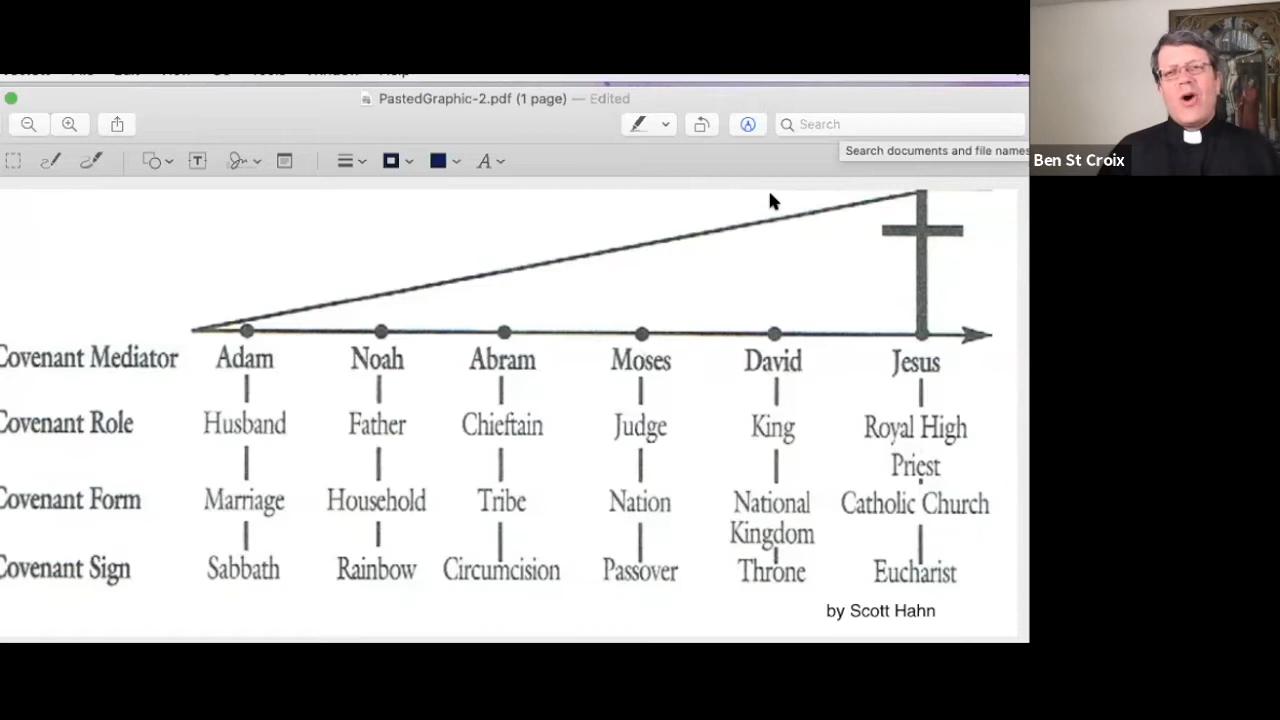 PastedGraphic-2.pdf (1 page) — Edited
Search
Search documents and file names
Ben St Croix
Covenant Mediator Adam Noah Abram Moses David Jesus
Covenant Role Husband Father Chieftain Judge King Royal High
Priest
Covenant Form Marriage Household Tribe Nation National Catholic Church
Kingdom
Covenant Sign Sabbath Rainbow Circumcision Passover Throne Eucharist
by Scott Hahn